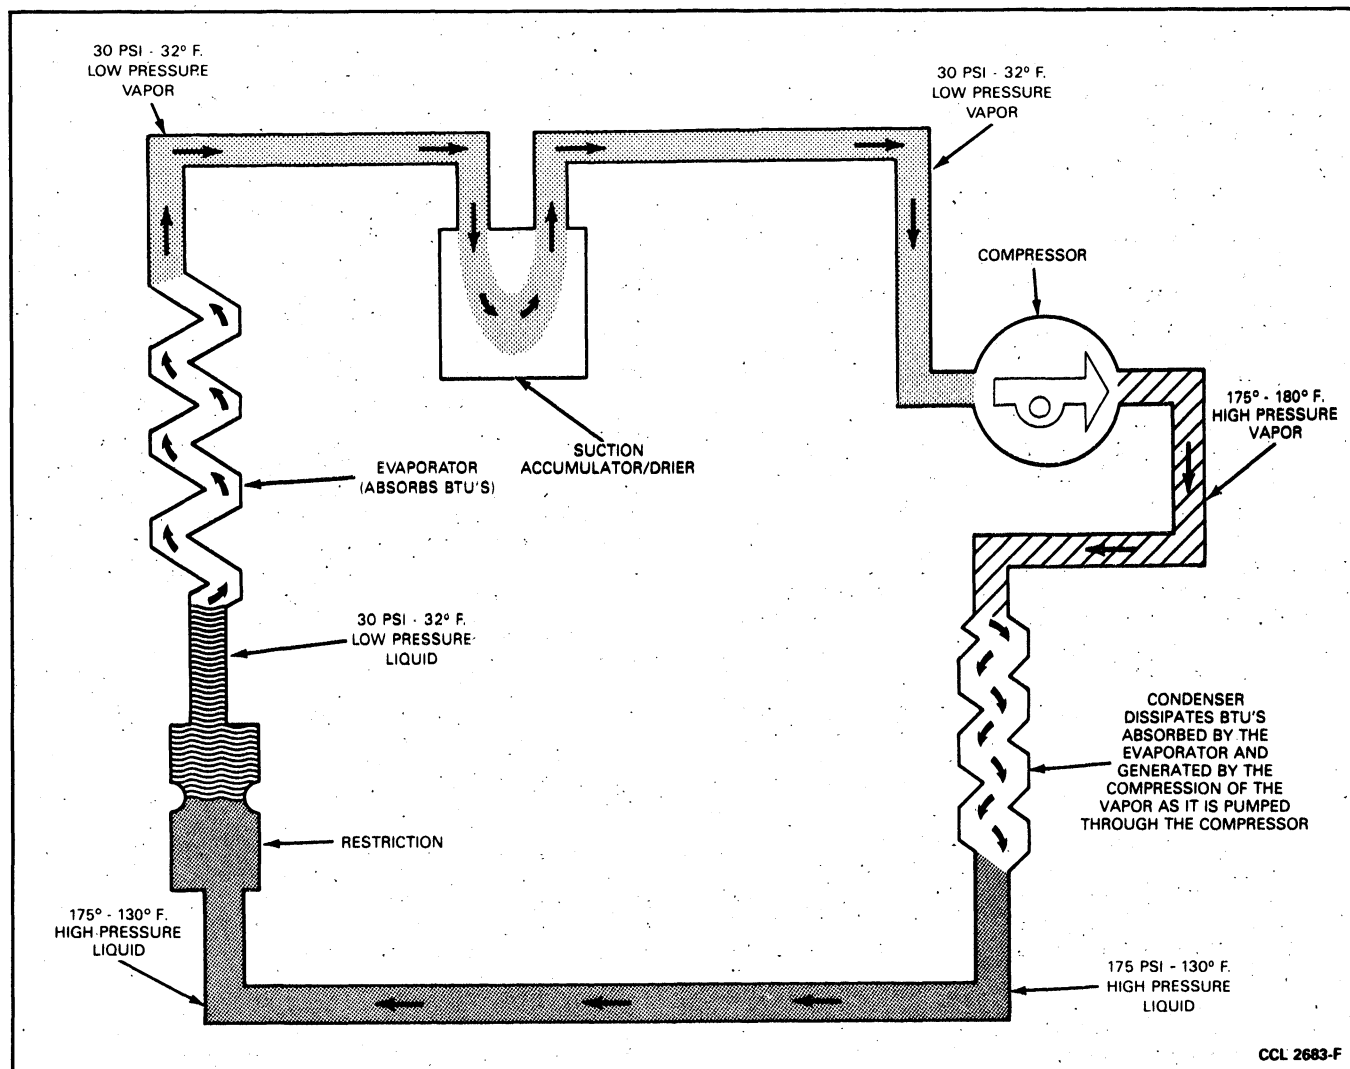 30 PSI - 32° F.
LOW PRESSURE
VAPOR
30 PSI - 32° F.
LOW PRESSURE
VAPOR
COMPRESSOR
175° - 180° F.
HIGH PRESSURE
VAPOR
SUCTION
ACCUMULATOR/DRIER
EVAPORATOR
(ABSORBS BTU'S)
30 PSI - 32° F.
LOW PRESSURE
LIQUID
CONDENSER
DISSIPATES BTU'S
ABSORBED BY THE
EVAPORATOR AND
GENERATED BY THE
COMPRESSION OF THE
VAPOR AS IT IS PUMPED
THROUGH THE COMPRESSOR
RESTRICTION
175° - 130° F.
HIGH PRESSURE
LIQUID
175 PSI - 130° F.
HIGH PRESSURE
LIQUID
CCL 2683-F